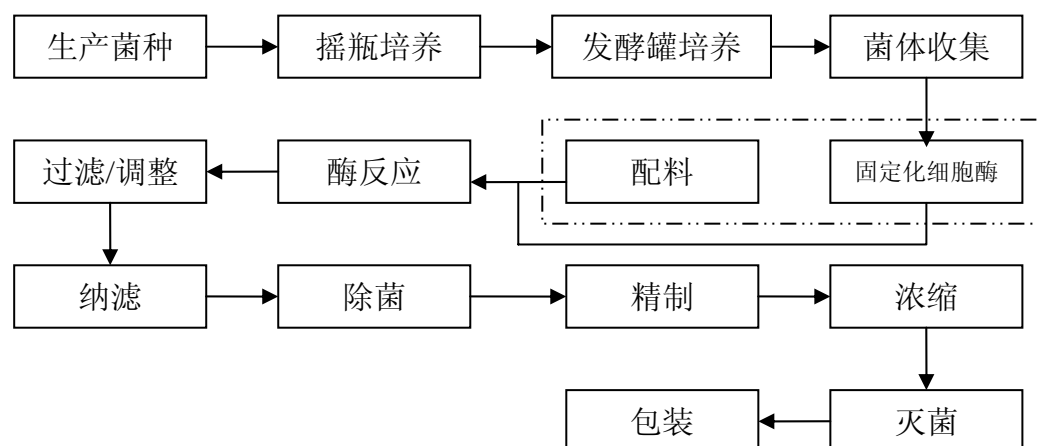 生产菌种
摇瓶培养
发酵罐培养
菌体收集
过滤/调整
酶反应
配料
固定化细胞酶
纳滤
除菌
精制
浓缩
包装
灭菌